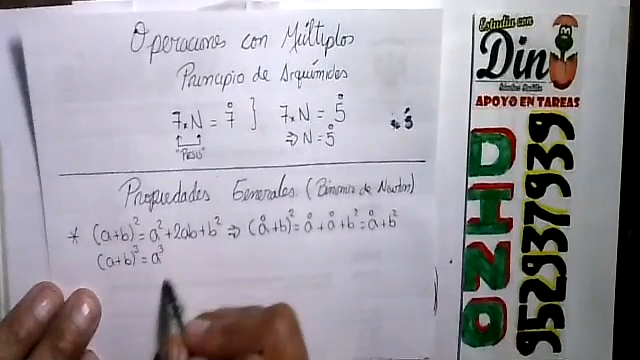 Operaciones con Múltiplos
Principio de Arquímides
7×N = 7° } 7×N = 5°
"PESIS" ⇒ N = 5°
Propiedades Generales. (Binomio de Newton)
* (a+b)² = a² + 2ab + b² ⇒ (å+b)² = å + å + b² = å + b²
(a+b)³ = a³
Estudia con
Dino
APOYO EN TAREAS
DINO
952937939